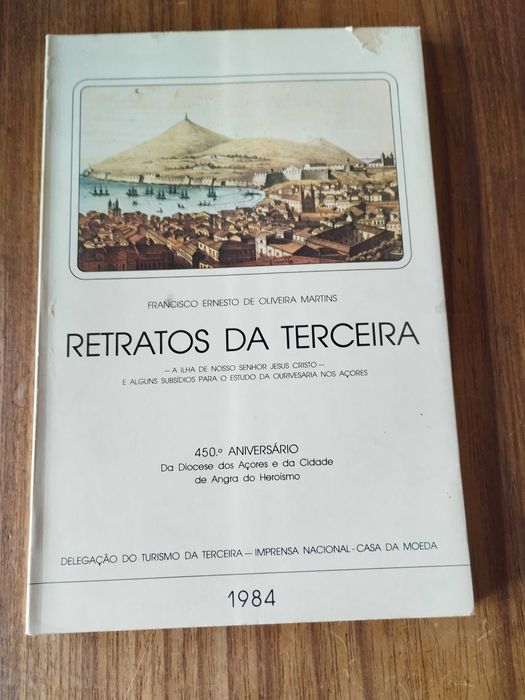 FRANCISCO ERNESTO DE OLIVEIRA MARTINS
RETRATOS DA TERCEIRA
— A ILHA DE NOSSO SENHOR JESUS CRISTO —
E ALGUNS SUBSÍDIOS PARA O ESTUDO DA OURIVESARIA NOS AÇORES
450.º ANIVERSÁRIO
Da Diocese dos Açores e da Cidade
de Angra do Heroísmo
DELEGAÇÃO DO TURISMO DA TERCEIRA — IMPRENSA NACIONAL - CASA DA MOEDA
1984